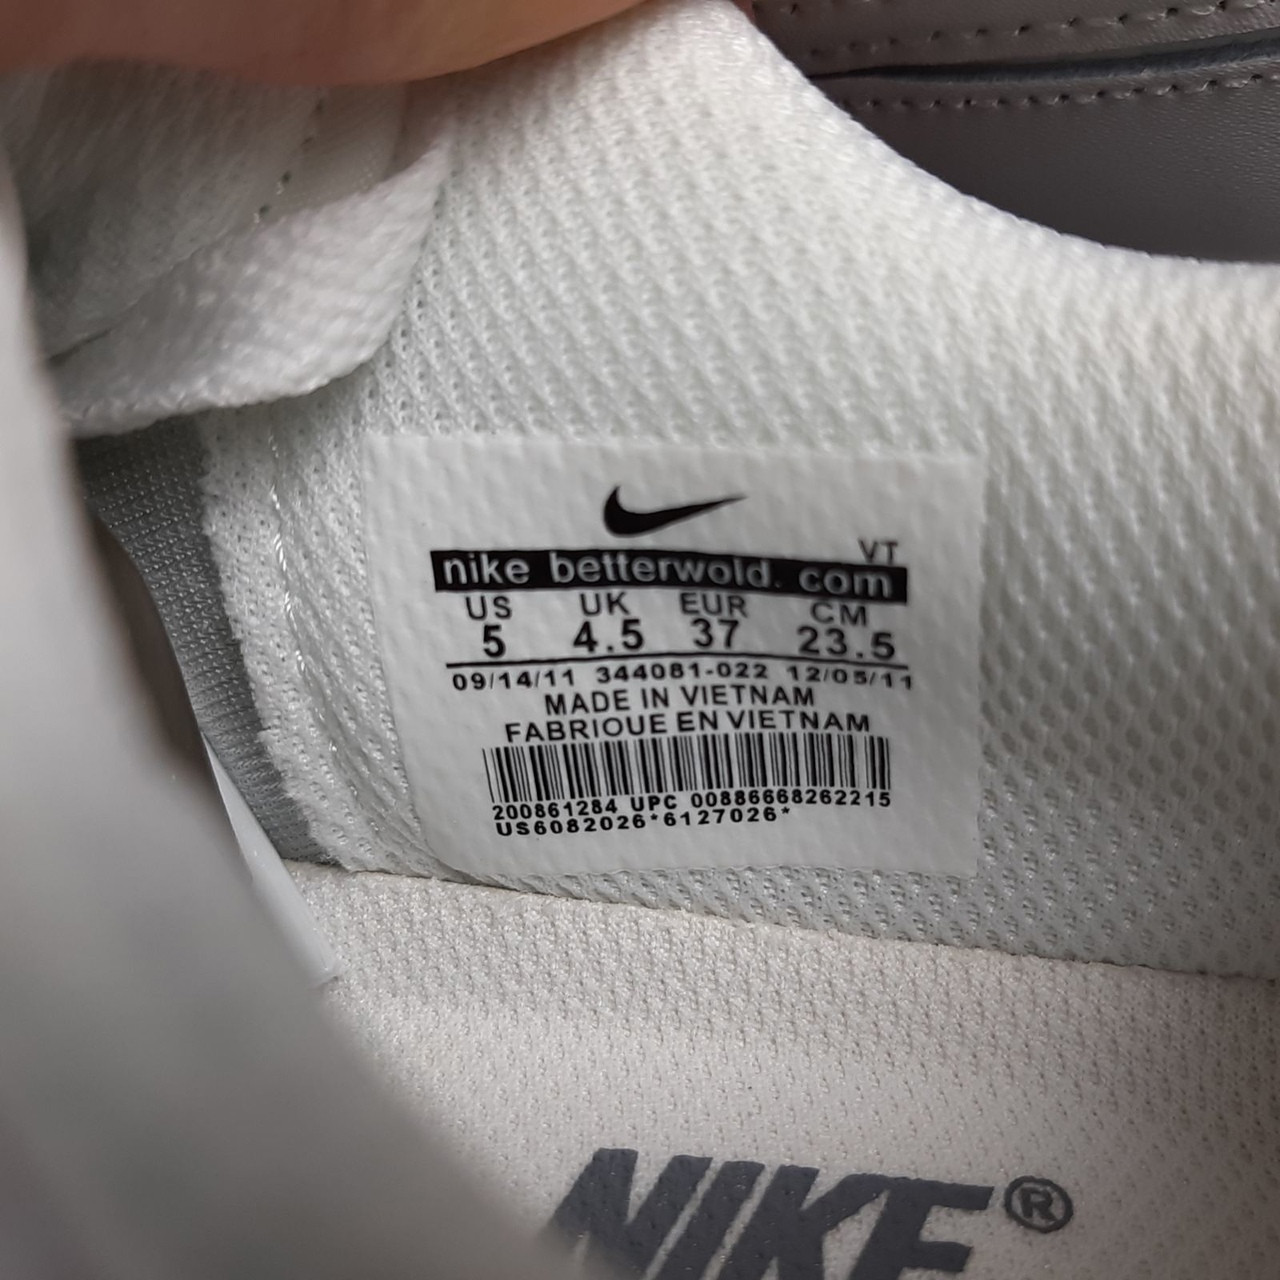 VT
nike betterwold. com
US UK EUR CM
5 4.5 37 23.5
09/14/11 344081-022 12/05/11
MADE IN VIETNAM
FABRIOUE EN VIETNAM
200861284 UPC 00886668262215
US6082026*6127026*
NIKE®